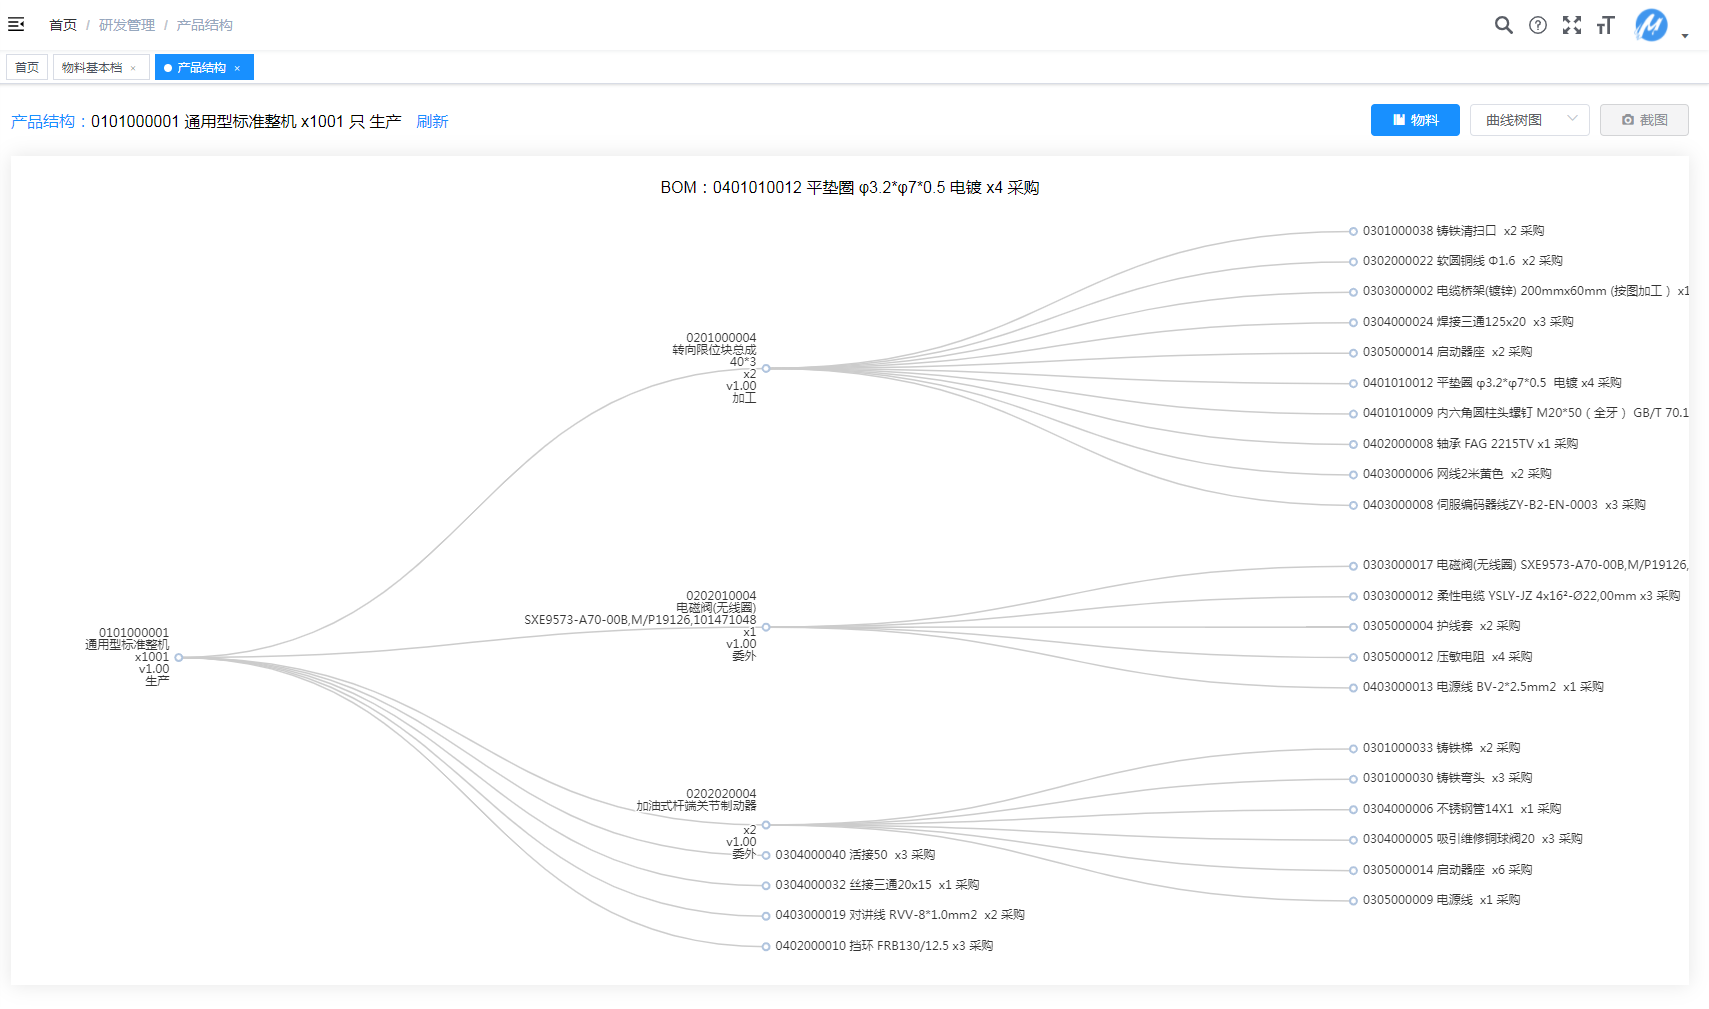 首页 / 研发管理 / 产品结构
首页
物料基本档 ×
产品结构 ×
产品结构：0101000001 通用型标准整机 x1001 只 生产 刷新
物料
曲线树图
截图
BOM：0401010012 平垫圈 φ3.2*φ7*0.5 电镀 x4 采购
0301000038 铸铁清扫口 x2 采购
0302000022 软圆铜线 Φ1.6 x2 采购
0303000002 电缆桥架(镀锌) 200mmx60mm (按图加工 ) x1
0304000024 焊接三通125x20 x3 采购
0305000014 启动器座 x2 采购
0401010012 平垫圈 φ3.2*φ7*0.5 电镀 x4 采购
0401010009 内六角圆柱头螺钉 M20*50 ( 全牙 ) GB/T 70.1
0402000008 轴承 FAG 2215TV x1 采购
0403000006 网线2米黄色 x2 采购
0403000008 伺服编码器线ZY-B2-EN-0003 x3 采购
0201000004
转向限位块总成
40*3
x2
v1.00
加工
0303000017 电磁阀(无线圈) SXE9573-A70-00B,M/P19126,
0303000012 柔性电缆 YSLY-JZ 4x16²-Ø22,00mm x3 采购
0305000004 护线套 x2 采购
0305000012 压敏电阻 x4 采购
0403000013 电源线 BV-2*2.5mm2 x1 采购
0202010004
电磁阀(无线圈)
SXE9573-A70-00B,M/P19126,101471048
x1
v1.00
委外
0101000001
通用型标准整机
x1001
v1.00
生产
0301000033 铸铁梯 x2 采购
0301000030 铸铁弯头 x3 采购
0304000006 不锈钢管14X1 x1 采购
0304000005 吸引维修铜球阀20 x3 采购
0305000014 启动器座 x6 采购
0305000009 电源线 x1 采购
0202020004
加油式杆端关节制动器
x2
v1.00
委外
0304000040 活接50 x3 采购
0304000032 丝接三通20x15 x1 采购
0403000019 对讲线 RVV-8*1.0mm2 x2 采购
0402000010 挡环 FRB130/12.5 x3 采购